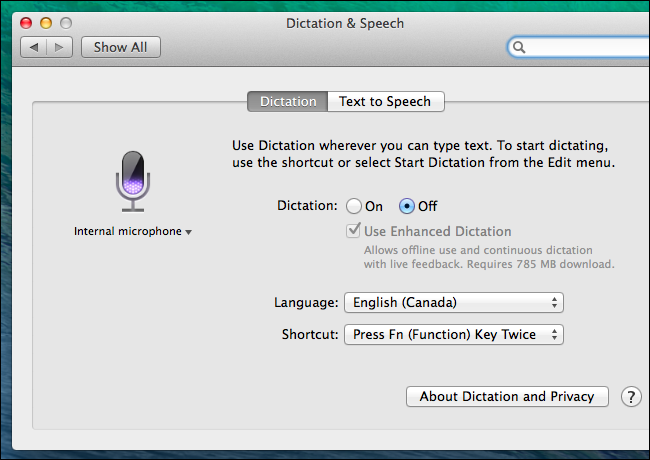 Dictation & Speech
Show All
Dictation
Text to Speech
Use Dictation wherever you can type text. To start dictating,
use the shortcut or select Start Dictation from the Edit menu.
Internal microphone
Dictation:
On
Off
Use Enhanced Dictation
Allows offline use and continuous dictation
with live feedback. Requires 785 MB download.
Language:
English (Canada)
Shortcut:
Press Fn (Function) Key Twice
About Dictation and Privacy
?